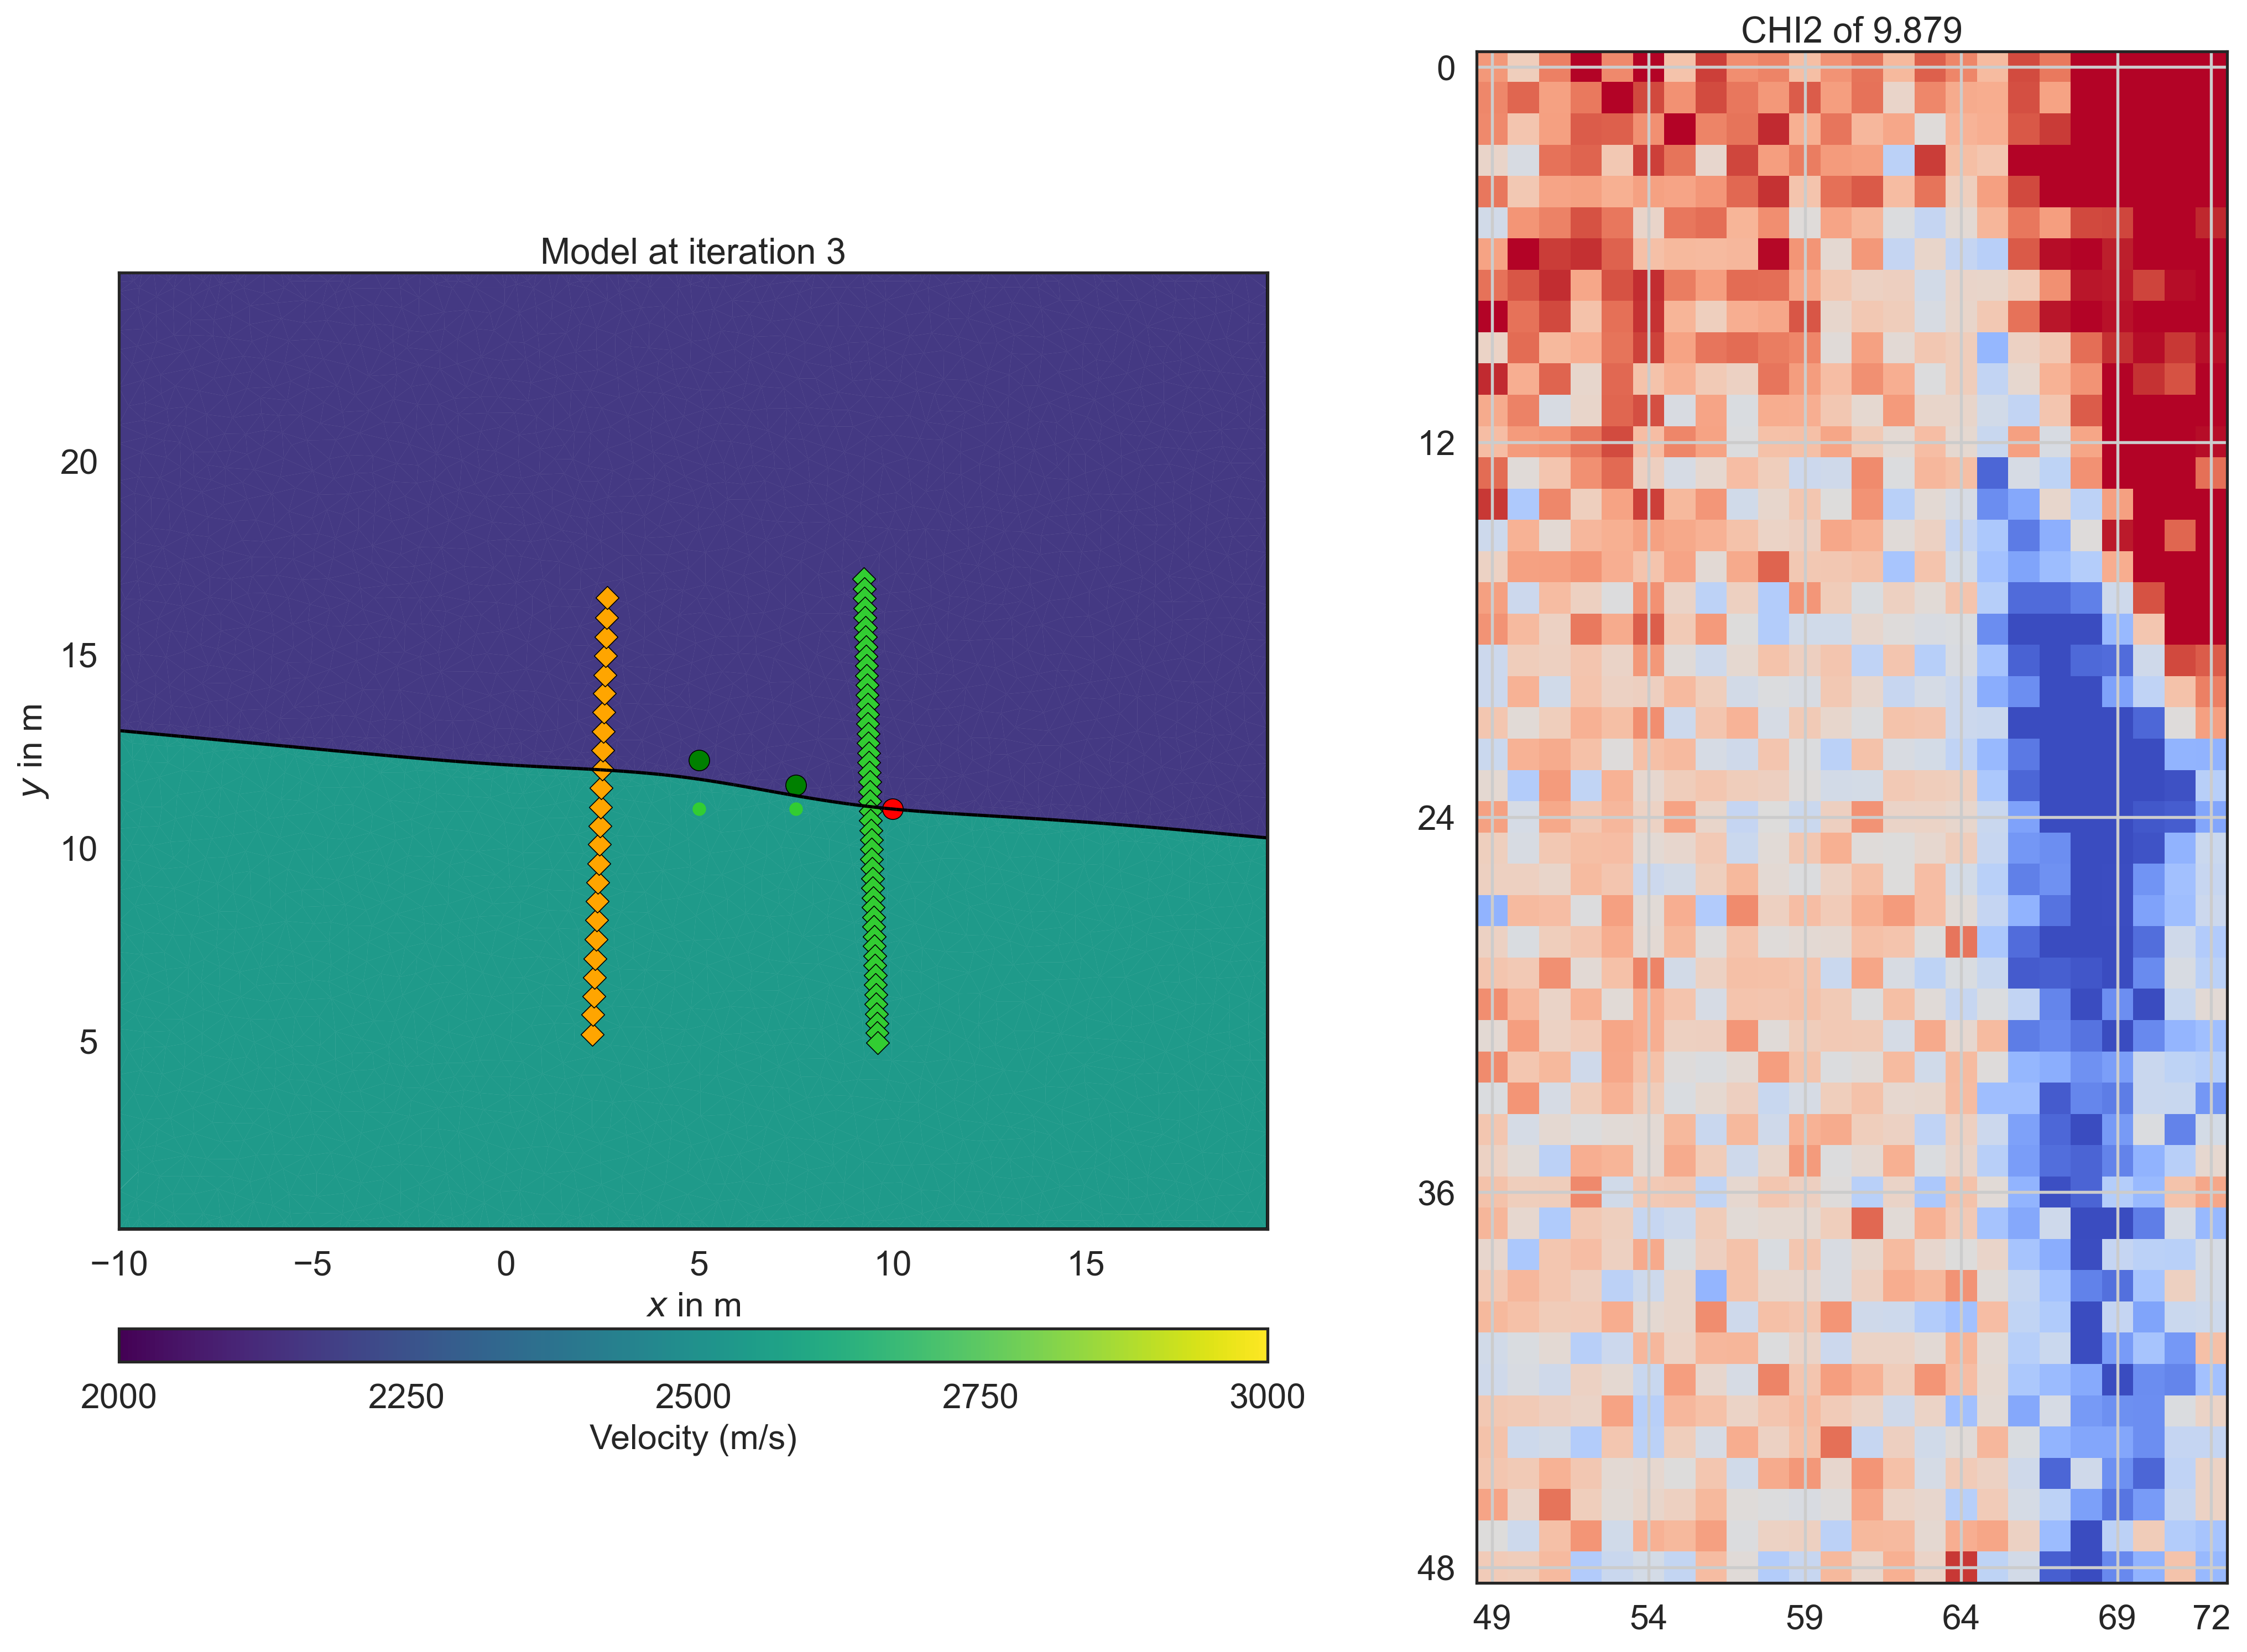 Model at iteration 3
y in m
20
15
10
5
−10 −5 0 5 10 15
x in m
2000 2250 2500 2750 3000
Velocity (m/s)
CHI2 of 9.879
0
12
24
36
48
49 54 59 64 69 72